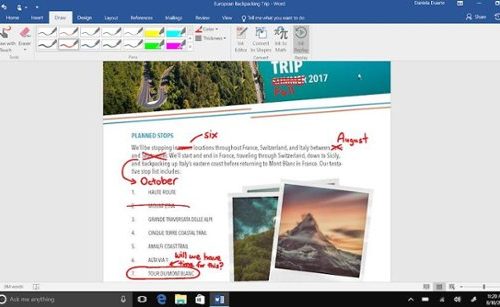 European Backpacking Trip - Word
Daniela Duarte
File Home Insert Draw Design Layout References Mailings Review View Tell me what you want to do
Share
Draw with Touch Eraser
Color
Thickness
Ink Editor Convert to Shapes Ink to Math Ink Replay
Tools Pens Convert Replay
TRIP
SUMMER 2017
Fall
PLANNED STOPS
six
August
We'll be stopping in locations throughout France, Switzerland, and Italy between
and We'll start and end in France, traveling through Switzerland, down to Sicily,
and backpacking up Italy's eastern coast before returning to Mont Blanc in France. Our tenta-
tive stop list includes:
October
1. HAUTE ROUTE
2. MOUNT ETNA
3. GRANDE TRAVERSATA DELLE ALPI
4. CINQUE TERRE COASTAL TRAIL
5. AMALFI COAST TRAIL
6. ALTA VIA 1
will we have
time for this?
7. TOUR DU MONT BLANC
Ask me anything